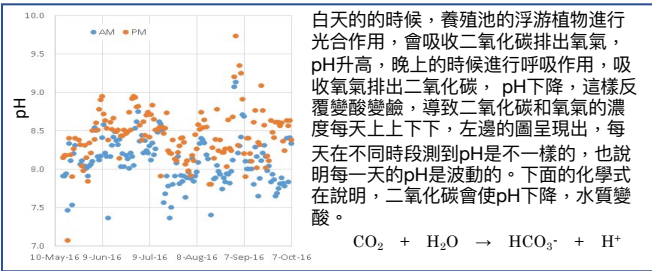 10.0
9.5
9.0
8.5
8.0
7.5
7.0
pH
AM PM
10-May-16 9-Jun-16 9-Jul-16 8-Aug-16 7-Sep-16 7-Oct-16
白天的的時候，養殖池的浮游植物進行
光合作用，會吸收二氧化碳排出氧氣，
pH升高，晚上的時候進行呼吸作用，吸
收氧氣排出二氧化碳， pH下降，這樣反
覆變酸變鹼，導致二氧化碳和氧氣的濃
度每天上上下下，左邊的圖呈現出，每
天在不同時段測到pH是不一樣的，也說
明每一天的pH是波動的。下面的化學式
在說明，二氧化碳會使pH下降，水質變
酸。
CO₂ + H₂O → HCO₃⁻ + H⁺